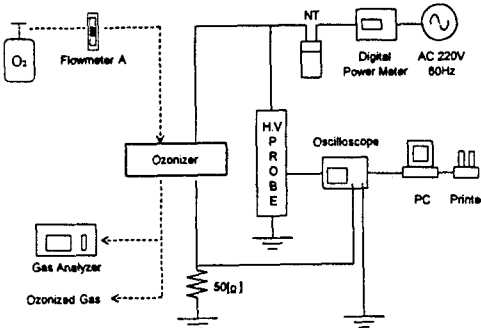 NT
O₂
Flowmeter A
Digital
Power Meter
AC 220V
60Hz
H.V
PROBE
Oscilloscope
Ozonizer
PC
Printe
Gas Analyzer
50[Ω]
Ozonized Gas